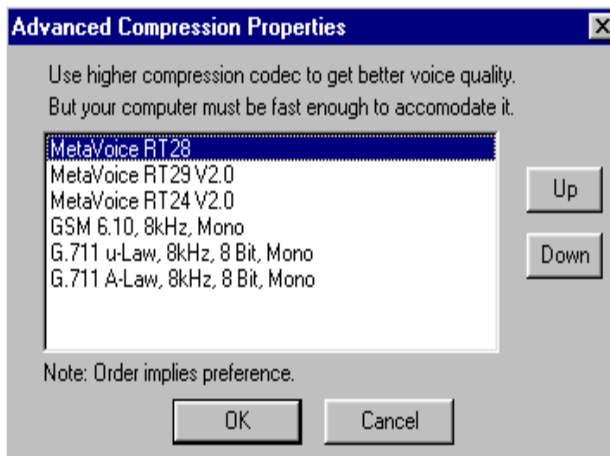 Advanced Compression Properties
Use higher compression codec to get better voice quality.
But your computer must be fast enough to accomodate it.
MetaVoice RT28
MetaVoice RT29 V2.0
MetaVoice RT24 V2.0
GSM 6.10, 8kHz, Mono
G.711 u-Law, 8kHz, 8 Bit, Mono
G.711 A-Law, 8kHz, 8 Bit, Mono
Up
Down
Note: Order implies preference.
OK
Cancel